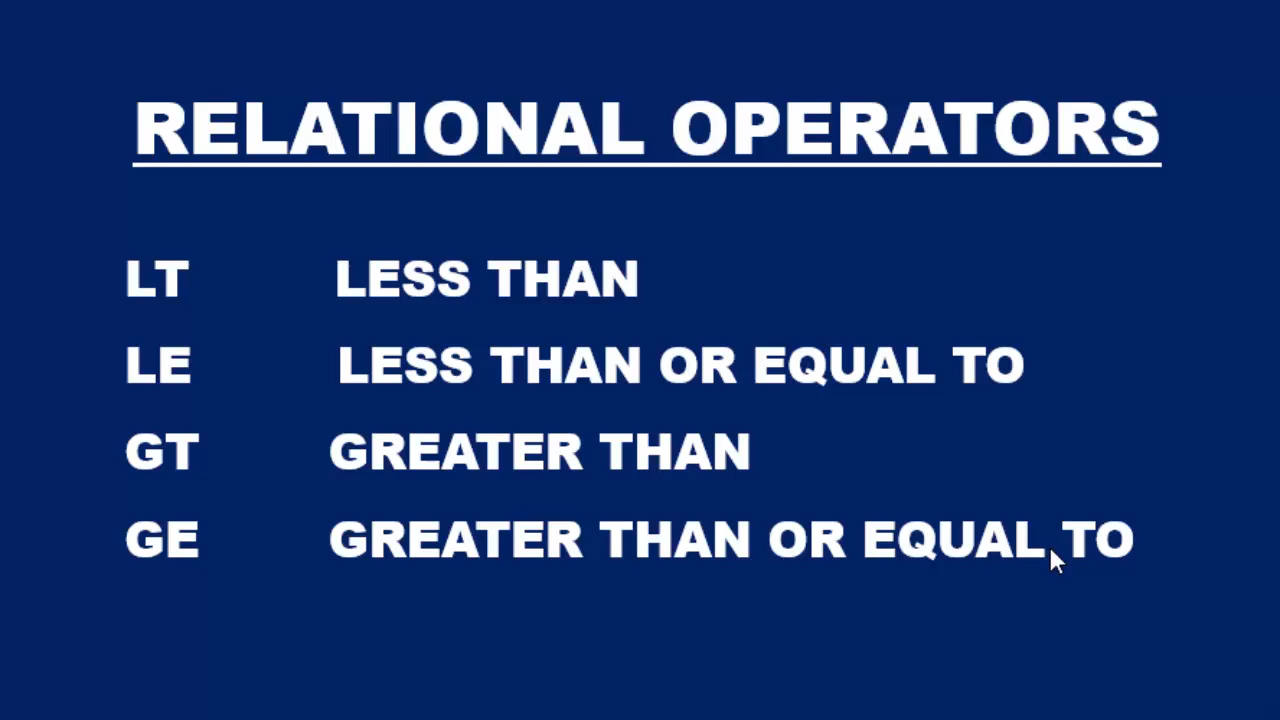 RELATIONAL OPERATORS
LT LESS THAN
LE LESS THAN OR EQUAL TO
GT GREATER THAN
GE GREATER THAN OR EQUAL TO